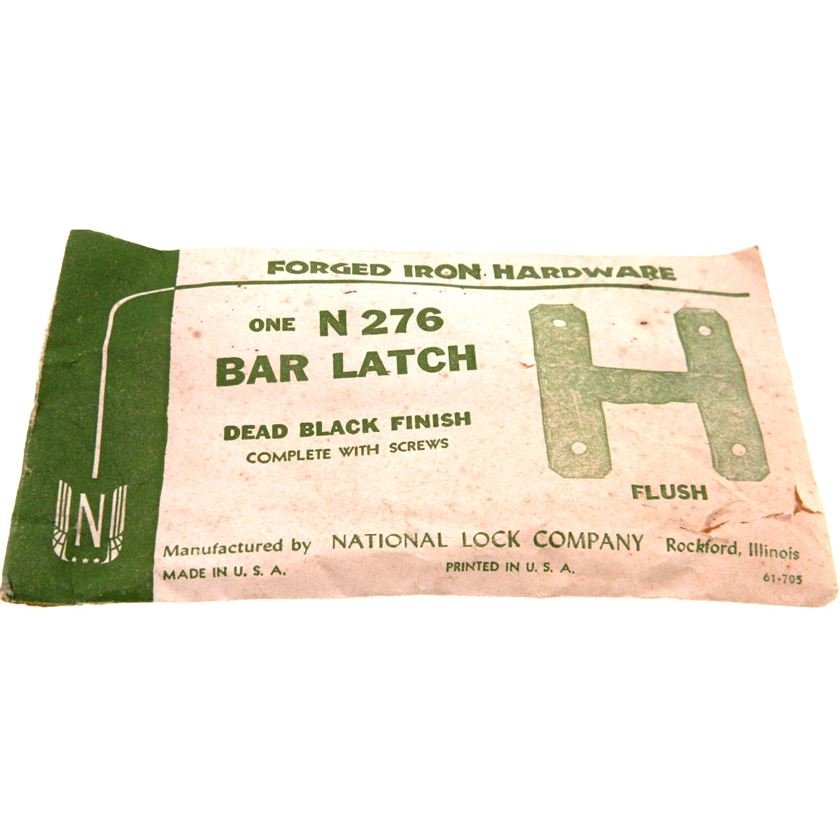 FORGED IRON HARDWARE
ONE N 276
BAR LATCH
DEAD BLACK FINISH
COMPLETE WITH SCREWS
FLUSH
N
Manufactured by NATIONAL LOCK COMPANY Rockford, Illinois
MADE IN U. S. A. PRINTED IN U. S. A. 61-705